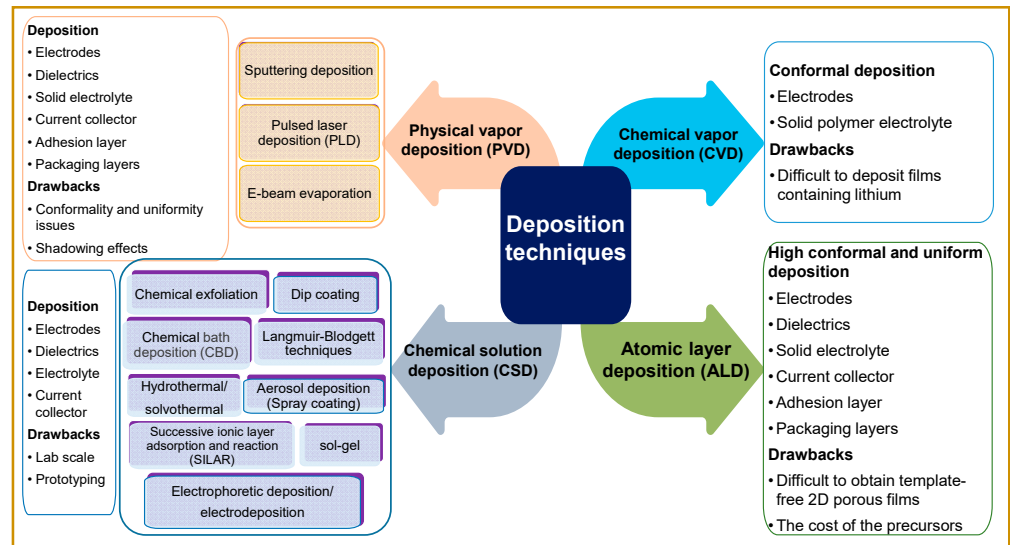 Deposition
• Electrodes
• Dielectrics
• Solid electrolyte
• Current collector
• Adhesion layer
• Packaging layers
Drawbacks
• Conformality and uniformity
issues
• Shadowing effects
Sputtering deposition
Pulsed laser
deposition (PLD)
E-beam evaporation
Physical vapor
deposition (PVD)
Chemical vapor
deposition (CVD)
Conformal deposition
• Electrodes
• Solid polymer electrolyte
Drawbacks
• Difficult to deposit films
containing lithium
Deposition
techniques
Deposition
• Electrodes
• Dielectrics
• Electrolyte
• Current
collector
Drawbacks
• Lab scale
• Prototyping
Chemical exfoliation
Dip coating
Chemical bath
deposition (CBD)
Langmuir-Blodgett
techniques
Hydrothermal/
solvothermal
Aerosol deposition
(Spray coating)
Successive ionic layer
adsorption and reaction
(SILAR)
sol-gel
Electrophoretic deposition/
electrodeposition
Chemical solution
deposition (CSD)
Atomic layer
deposition (ALD)
High conformal and uniform
deposition
• Electrodes
• Dielectrics
• Solid electrolyte
• Current collector
• Adhesion layer
• Packaging layers
Drawbacks
• Difficult to obtain template-
free 2D porous films
• The cost of the precursors